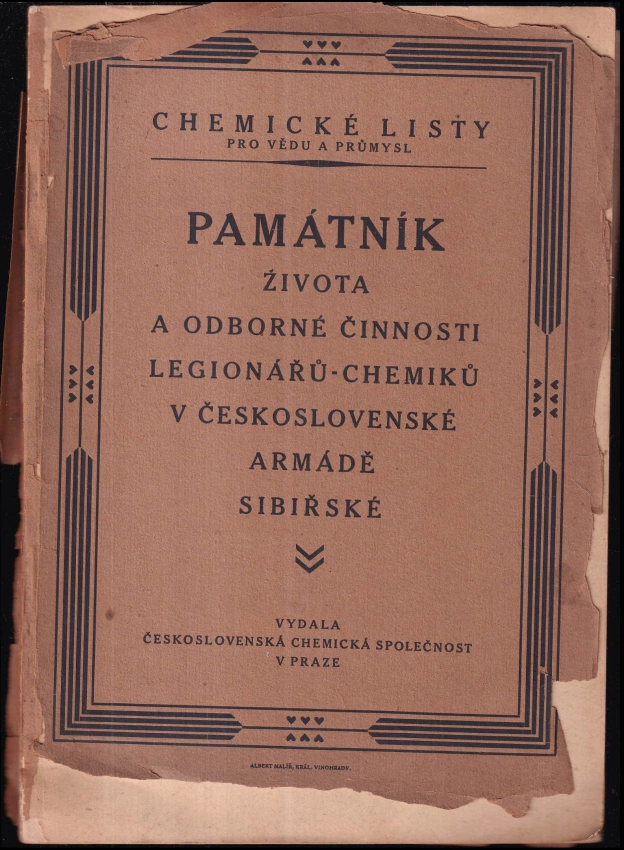 CHEMICKÉ LISTY
PRO VĚDU A PRŮMYSL
PAMÁTNÍK
ŽIVOTA
A ODBORNÉ ČINNOSTI
LEGIONÁŘŮ-CHEMIKŮ
V ČESKOSLOVENSKÉ
ARMÁDĚ
SIBIŘSKÉ
VYDALA
ČESKOSLOVENSKÁ CHEMICKÁ SPOLEČNOST
V PRAZE
ALBERT MALÍŘ, KRÁL. VINOHRADY.